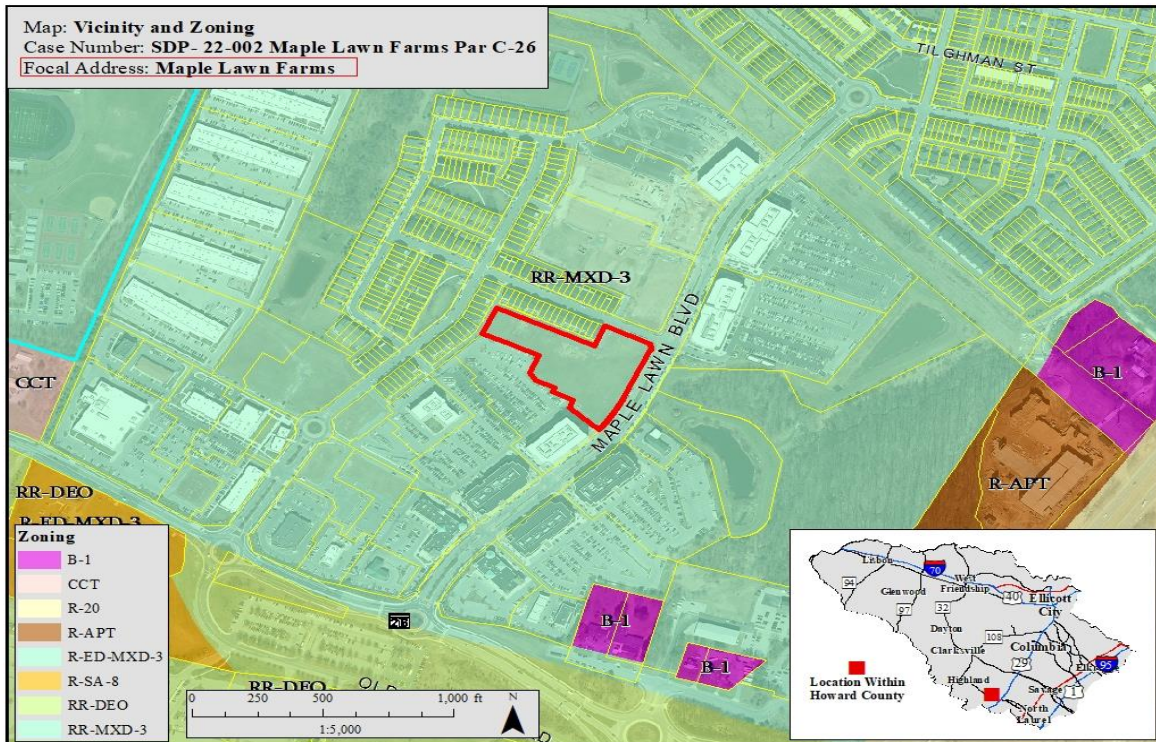 Map: Vicinity and Zoning
Case Number: SDP- 22-002 Maple Lawn Farms Par C-26
Focal Address: Maple Lawn Farms
TILGHMAN ST
RR-MXD-3
MAPLE LAWN BLVD
CCT
B-1
R-APT
RR-DEO
R-ED-MXD-3
B-1
B-1
RR-DEO
Zoning
B-1
CCT
R-20
R-APT
R-ED-MXD-3
R-SA-8
RR-DEO
RR-MXD-3
0 250 500 1,000 ft
1:5,000
N
Lisbon
70
West
Friendship
94
Glenwood
40
Ellicott
City
97
32
Dayton
108
Columbia
Clarksville
29
95
Highland
Savage
1
North
Laurel
Location Within
Howard County